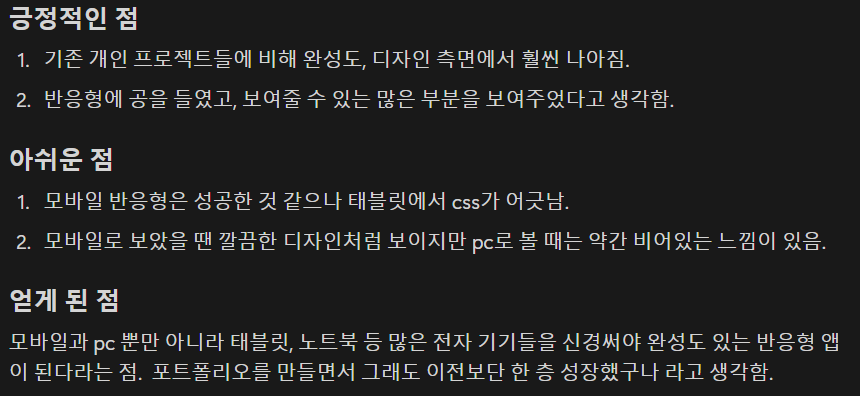 긍정적인 점
1. 기존 개인 프로젝트들에 비해 완성도, 디자인 측면에서 훨씬 나아짐.
2. 반응형에 공을 들였고, 보여줄 수 있는 많은 부분을 보여주었다고 생각함.
아쉬운 점
1. 모바일 반응형은 성공한 것 같으나 태블릿에서 css가 어긋남.
2. 모바일로 보았을 땐 깔끔한 디자인처럼 보이지만 pc로 볼 때는 약간 비어있는 느낌이 있음.
얻게 된 점
모바일과 pc 뿐만 아니라 태블릿, 노트북 등 많은 전자 기기들을 신경써야 완성도 있는 반응형 앱
이 된다라는 점. 포트폴리오를 만들면서 그래도 이전보단 한 층 성장했구나 라고 생각함.